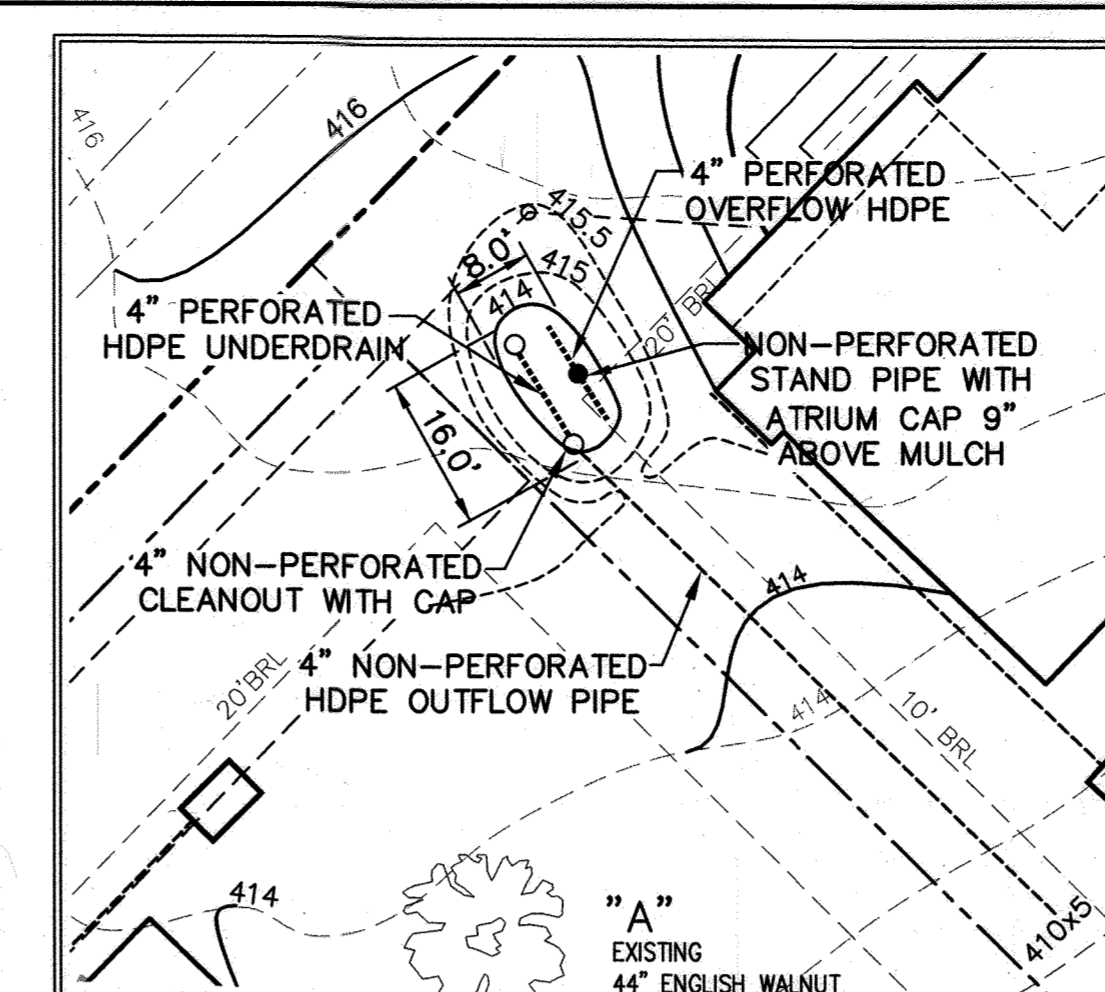 416
416
4" PERFORATED
OVERFLOW HDPE
415.5
8.0'
415
414
20' BRL
4" PERFORATED
HDPE UNDERDRAIN
NON-PERFORATED
STAND PIPE WITH
ATRIUM CAP 9"
ABOVE MULCH
16.0'
4" NON-PERFORATED
CLEANOUT WITH CAP
414
4" NON-PERFORATED
HDPE OUTFLOW PIPE
20'BRL
414
10' BRL
414
"A"
EXISTING
44" ENGLISH WALNUT
410x5